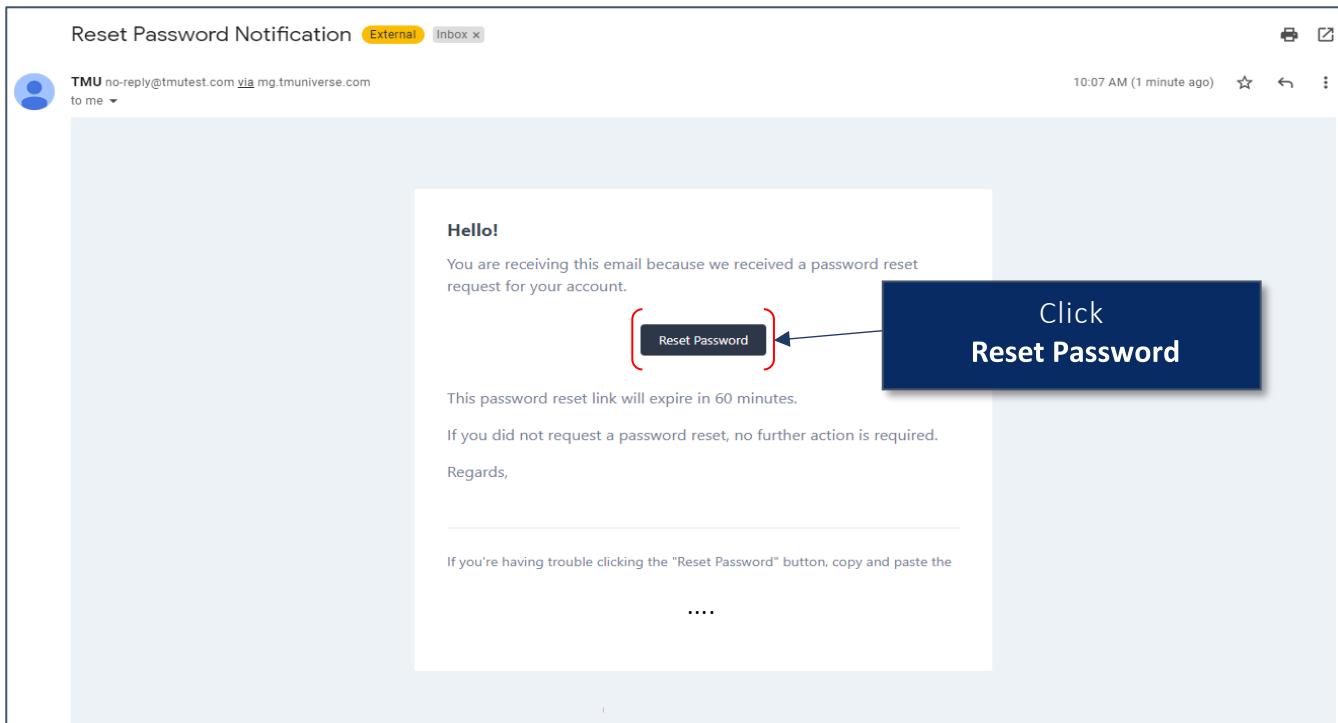 Reset Password Notification External Inbox x
TMU no-reply@tmutest.com via mg.tmuniverse.com 10:07 AM (1 minute ago)
to me
Hello!
You are receiving this email because we received a password reset
request for your account.
Reset Password
Click
Reset Password
This password reset link will expire in 60 minutes.
If you did not request a password reset, no further action is required.
Regards,
If you're having trouble clicking the "Reset Password" button, copy and paste the
....